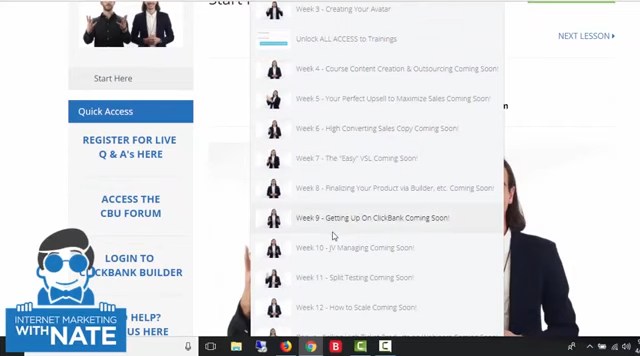 Start
Week 3 - Creating Your Avatar
Unlock ALL ACCESS to Trainings
NEXT LESSON
Week 4 - Course Content Creation & Outsourcing Coming Soon!
Start Here
Week 5 - Your Perfect Upsell to Maximize Sales Coming Soon!
Quick Access
Week 6 - High Converting Sales Copy Coming Soon!
REGISTER FOR LIVE
Q & A's HERE
Week 7 - The "Easy" VSL Coming Soon!
Week 8 - Finalizing Your Product via Builder, etc. Coming Soon!
ACCESS THE
CBU FORUM
Week 9 - Getting Up On ClickBank Coming Soon!
Week 10 - JV Managing Coming Soon!
LOGIN TO
CLICKBANK BUILDER
Week 11 - Split Testing Coming Soon!
Week 12 - How to Scale Coming Soon!
HELP?
US HERE
INTERNET MARKETING
WITH NATE